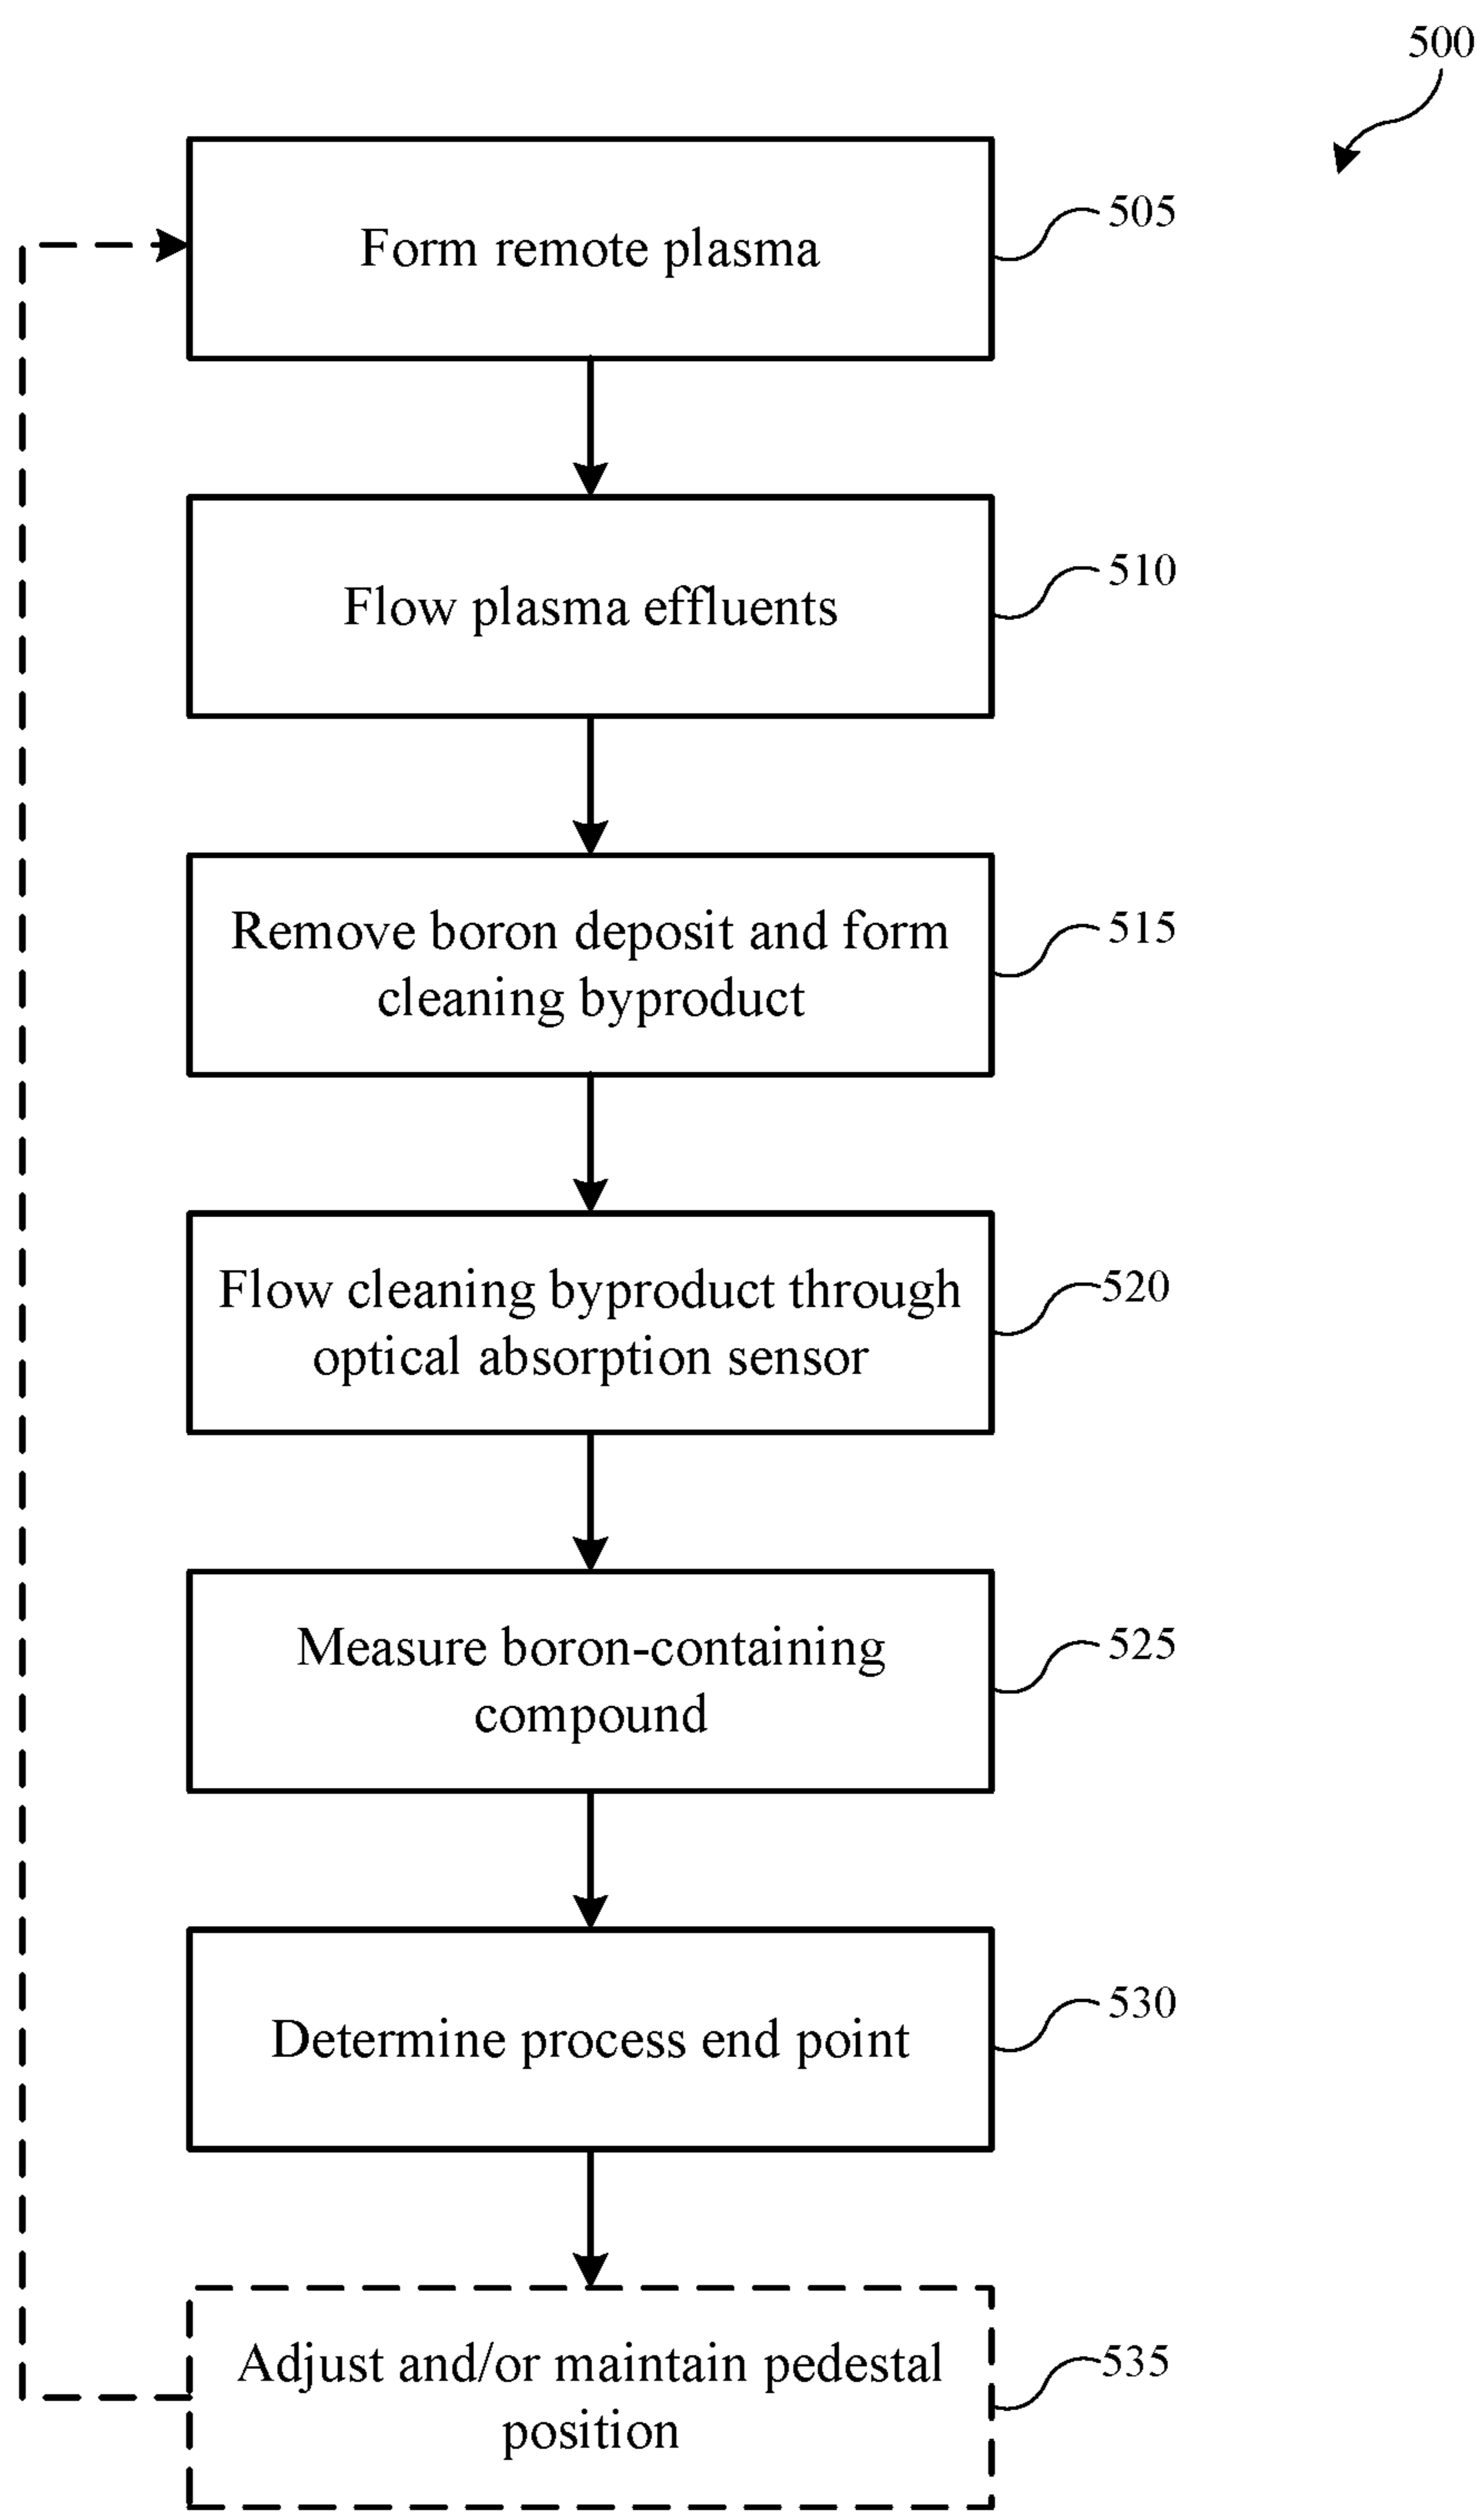 500
Form remote plasma
505
Flow plasma effluents
510
Remove boron deposit and form
cleaning byproduct
515
Flow cleaning byproduct through
optical absorption sensor
520
Measure boron-containing
compound
525
Determine process end point
530
Adjust and/or maintain pedestal
position
535